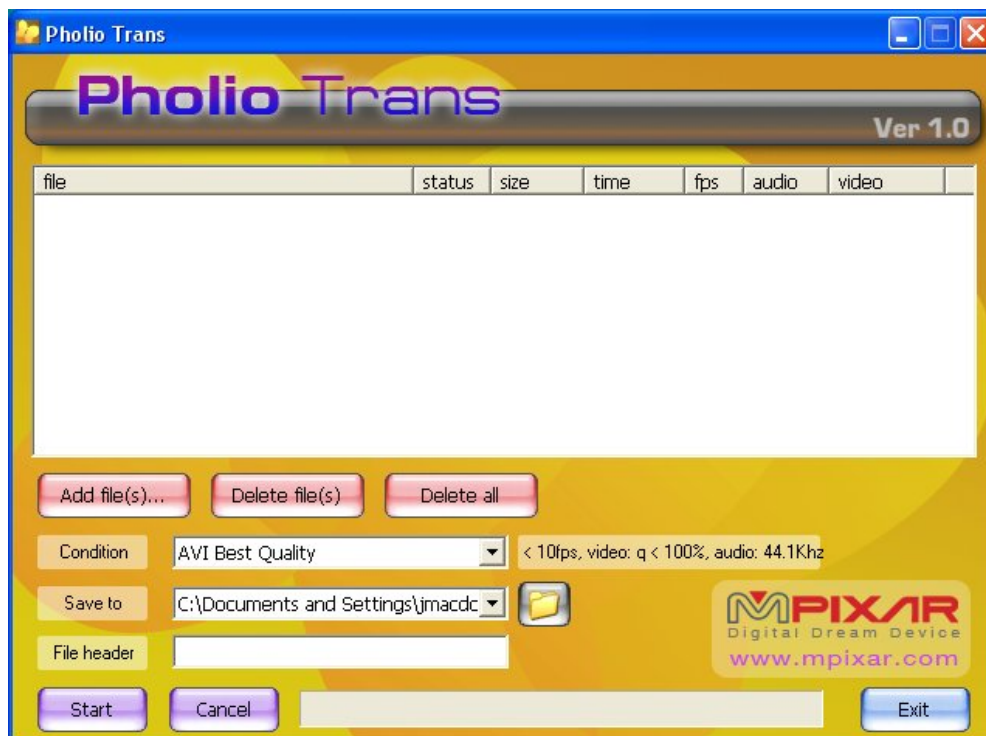 Pholio Trans
Pholio Trans
Ver 1.0
file status size time fps audio video
Add file(s)... Delete file(s) Delete all
Condition AVI Best Quality < 10fps, video: q < 100%, audio: 44.1Khz
Save to C:\Documents and Settings\jmacdc
MPIXAR
Digital Dream Device
File header
www.mpixar.com
Start Cancel Exit